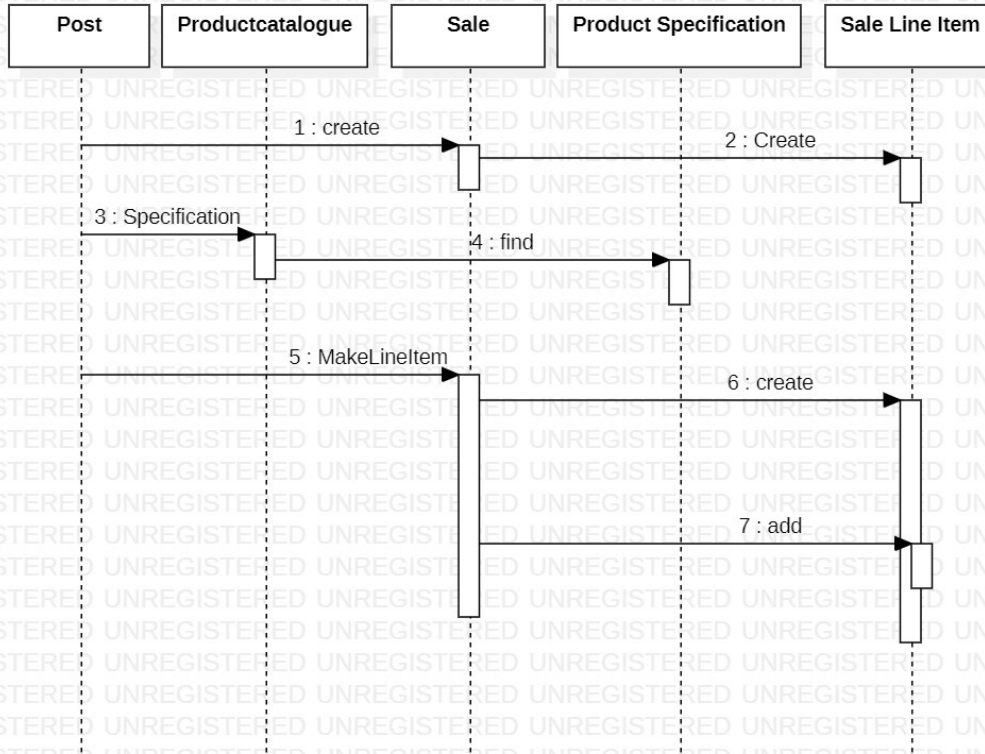 Post Productcatalogue Sale Product Specification Sale Line Item
1 : create
2 : Create
3 : Specification
4 : find
5 : MakeLineItem
6 : create
7 : add
UNREGISTERED